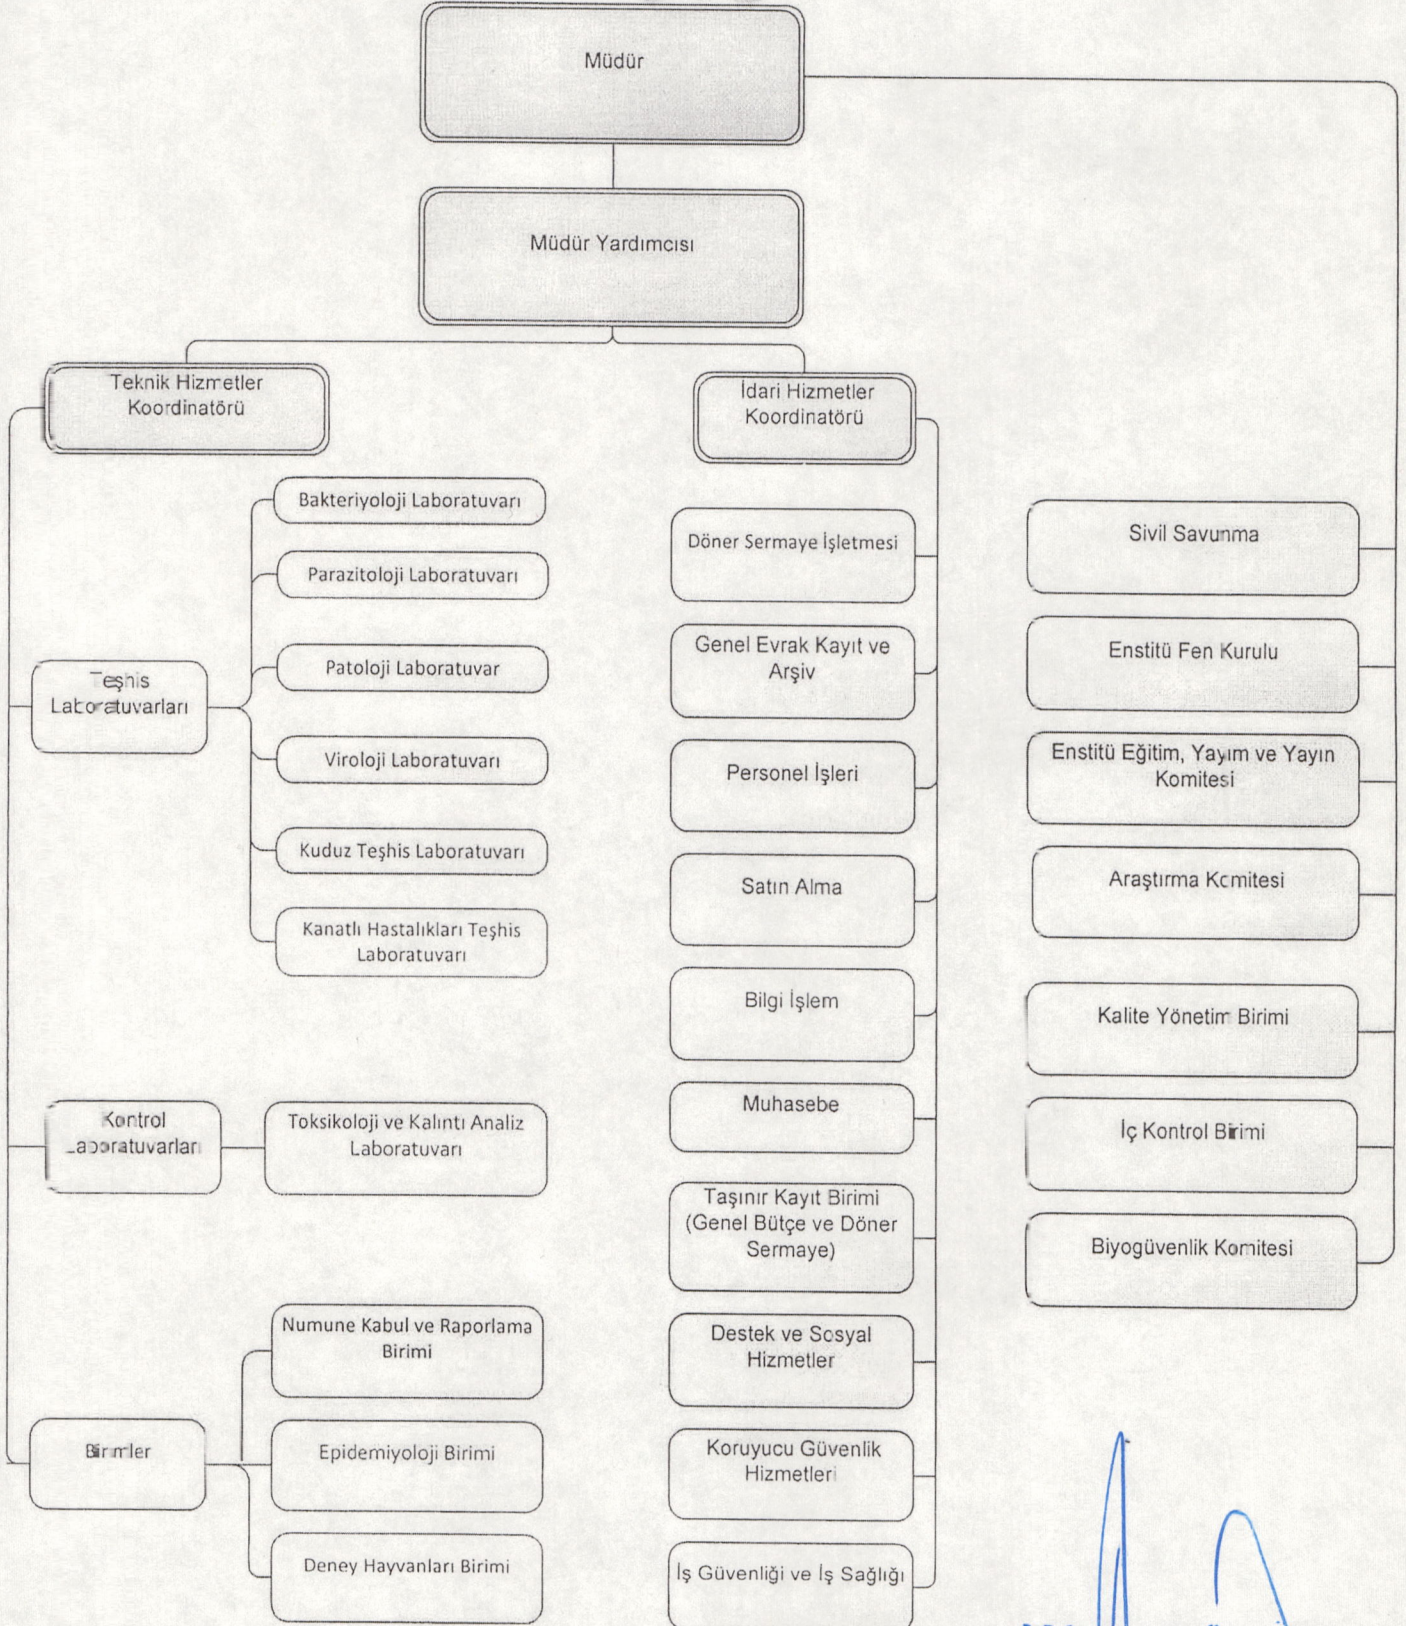 Müdür
Müdür Yardımcısı
Teknik Hizmetler
Koordinatörü
Teşhis
Laboratuvarları
Bakteriyoloji Laboratuvarı
Parazitoloji Laboratuvarı
Patoloji Laboratuvar
Viroloji Laboratuvarı
Kuduz Teşhis Laboratuvarı
Kanatlı Hastalıkları Teşhis
Laboratuvarı
Kontrol
Laboratuvarları
Toksikoloji ve Kalıntı Analiz
Laboratuvarı
Birimler
Numune Kabul ve Raporlama
Birimi
Epidemiyoloji Birimi
Deney Hayvanları Birimi
İdari Hizmetler
Koordinatörü
Döner Sermaye İşletmesi
Genel Evrak Kayıt ve
Arşiv
Personel İşleri
Satın Alma
Bilgi İşlem
Muhasebe
Taşınır Kayıt Birimi
(Genel Bütçe ve Döner
Sermaye)
Destek ve Sosyal
Hizmetler
Koruyucu Güvenlik
Hizmetleri
İş Güvenliği ve İş Sağlığı
Sivil Savunma
Enstitü Fen Kurulu
Enstitü Eğitim, Yayım ve Yayın
Komitesi
Araştırma Komitesi
Kalite Yönetim Birimi
İç Kontrol Birimi
Biyogüvenlik Komitesi